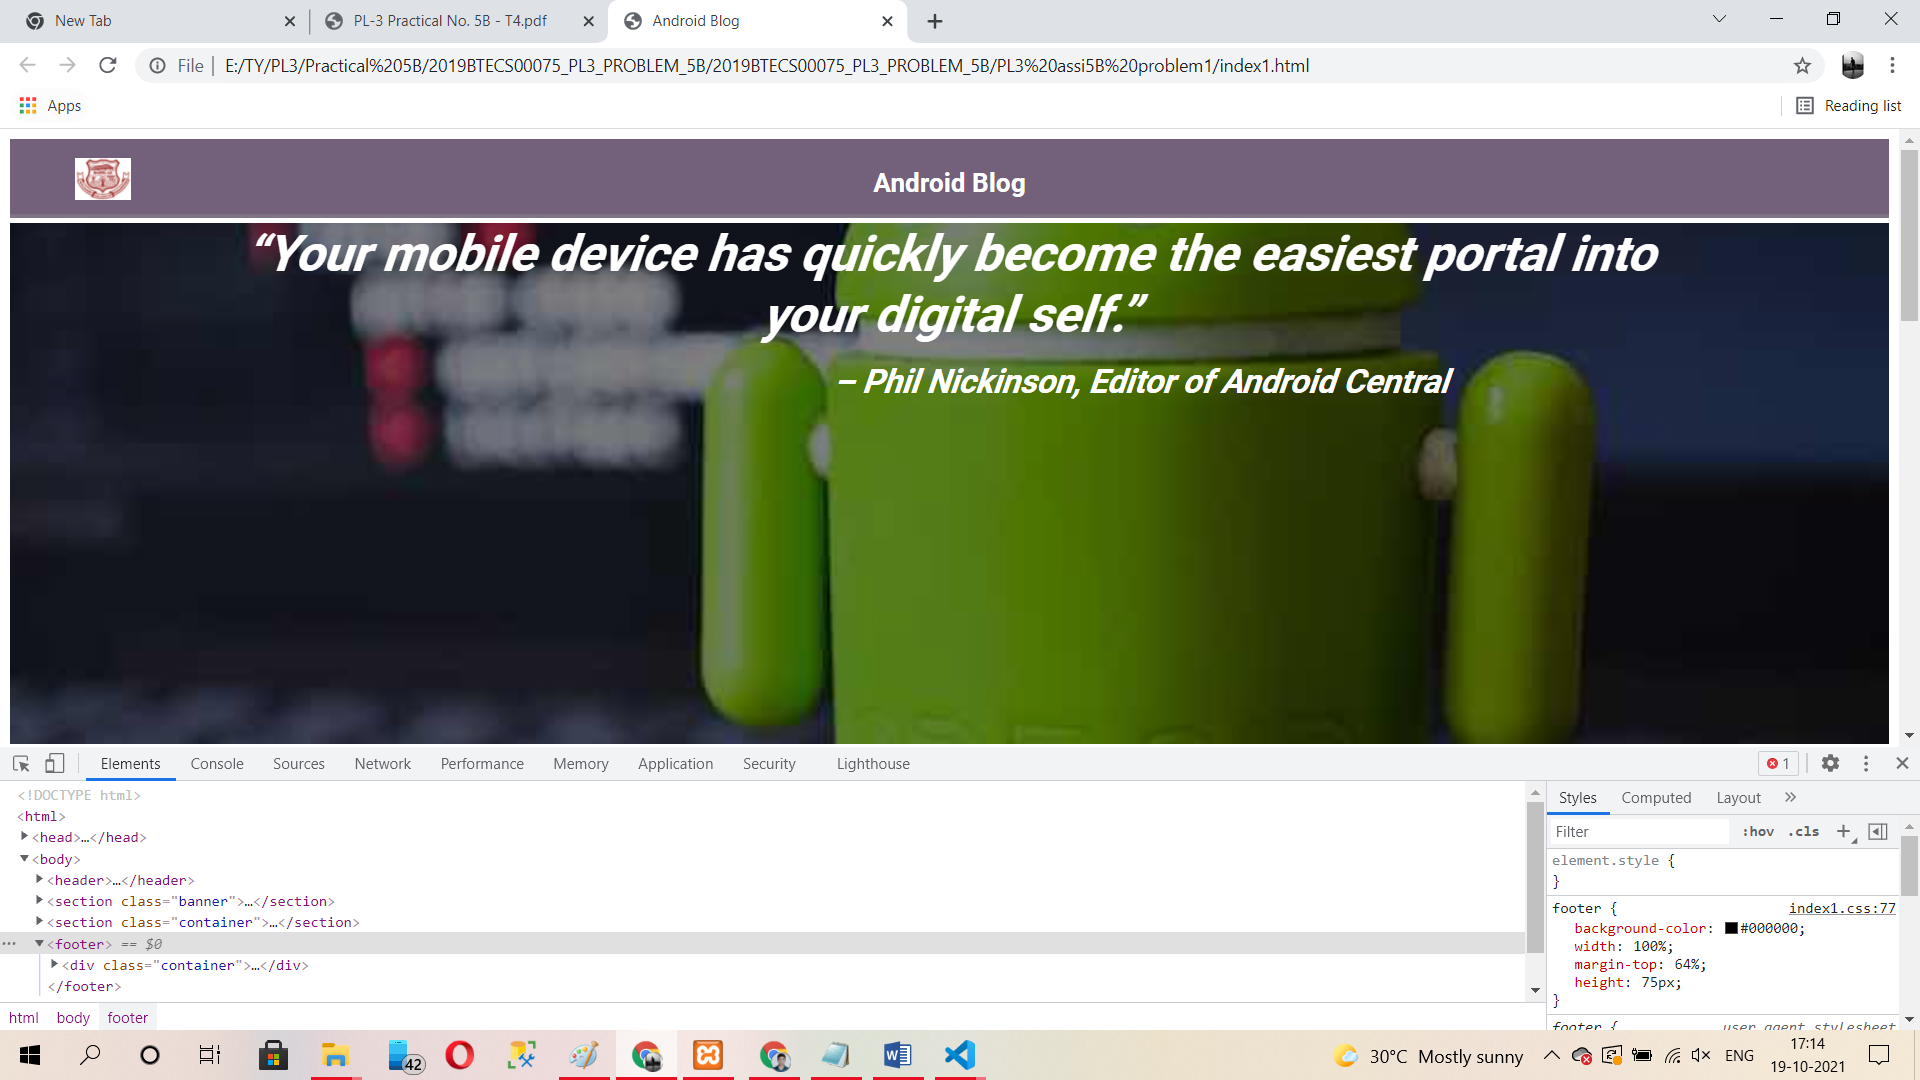 New Tab
PL-3 Practical No. 5B - T4.pdf
Android Blog
File
E:/TY/PL3/Practical%205B/2019BTECS00075_PL3_PROBLEM_5B/2019BTECS00075_PL3_PROBLEM_5B/PL3%20assi5B%20problem1/index1.html
Apps
Reading list
Android Blog
“Your mobile device has quickly become the easiest portal into
your digital self.”
– Phil Nickinson, Editor of Android Central
Elements Console Sources Network Performance Memory Application Security Lighthouse
1
<!DOCTYPE html>
<html>
<head>…</head>
<body>
<header>…</header>
<section class="banner">…</section>
<section class="container">…</section>
<footer> == $0
<div class="container">…</div>
</footer>
html body footer
Styles Computed Layout
Filter
:hov .cls
element.style {
}
footer {
index1.css:77
background-color: #000000;
width: 100%;
margin-top: 64%;
height: 75px;
}
footer {
user agent stylesheet
42
30°C Mostly sunny
ENG
17:14
19-10-2021